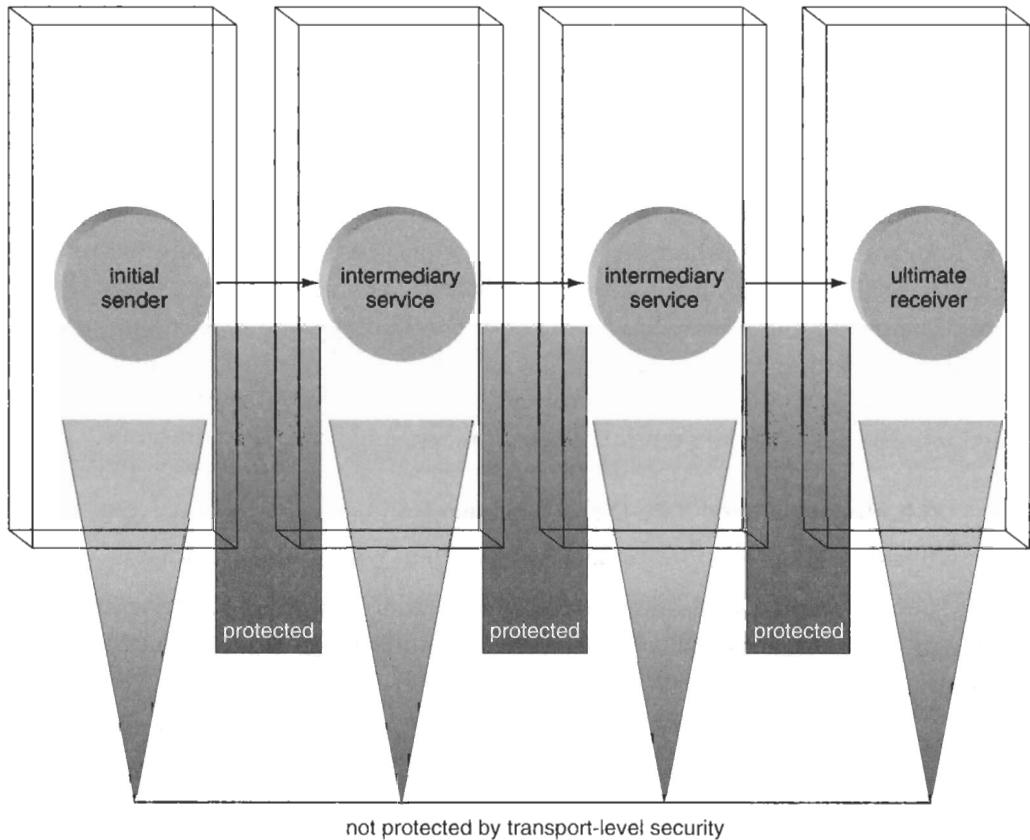 initial
sender
intermediary
service
intermediary
service
ultimate
receiver
protected
protected
protected
not protected by transport-level security